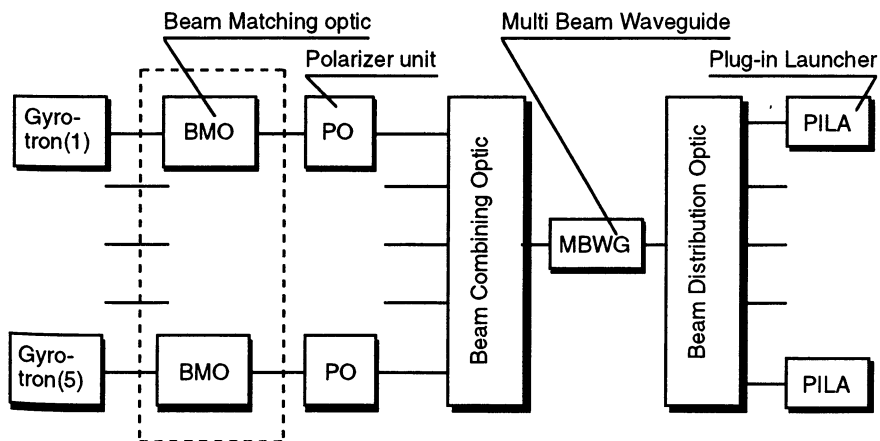 Beam Matching optic
Multi Beam Waveguide
Polarizer unit
Plug-in Launcher
Gyro-
tron(1)
BMO
PO
PILA
Beam Combining Optic
MBWG
Beam Distribution Optic
Gyro-
tron(5)
BMO
PO
PILA